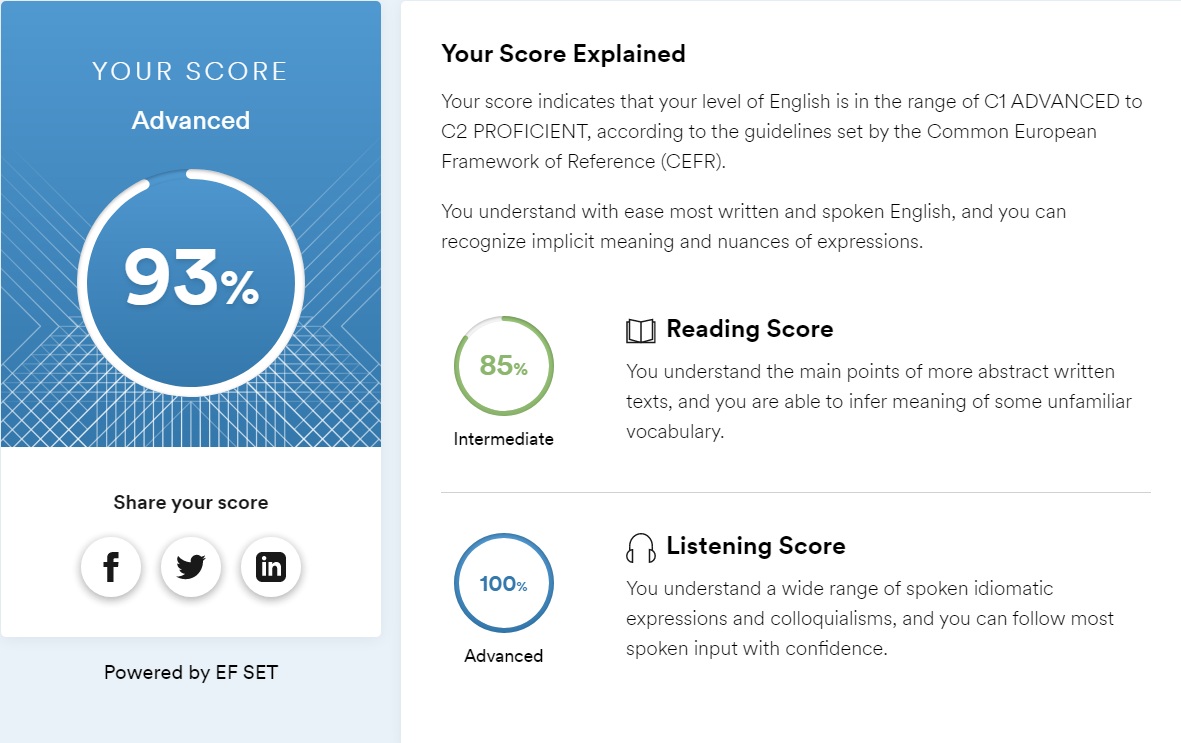 YOUR SCORE
Advanced
93%
Share your score
f
in
Powered by EF SET
Your Score Explained
Your score indicates that your level of English is in the range of C1 ADVANCED to
C2 PROFICIENT, according to the guidelines set by the Common European
Framework of Reference (CEFR).
You understand with ease most written and spoken English, and you can
recognize implicit meaning and nuances of expressions.
85%
Intermediate
Reading Score
You understand the main points of more abstract written
texts, and you are able to infer meaning of some unfamiliar
vocabulary.
100%
Advanced
Listening Score
You understand a wide range of spoken idiomatic
expressions and colloquialisms, and you can follow most
spoken input with confidence.